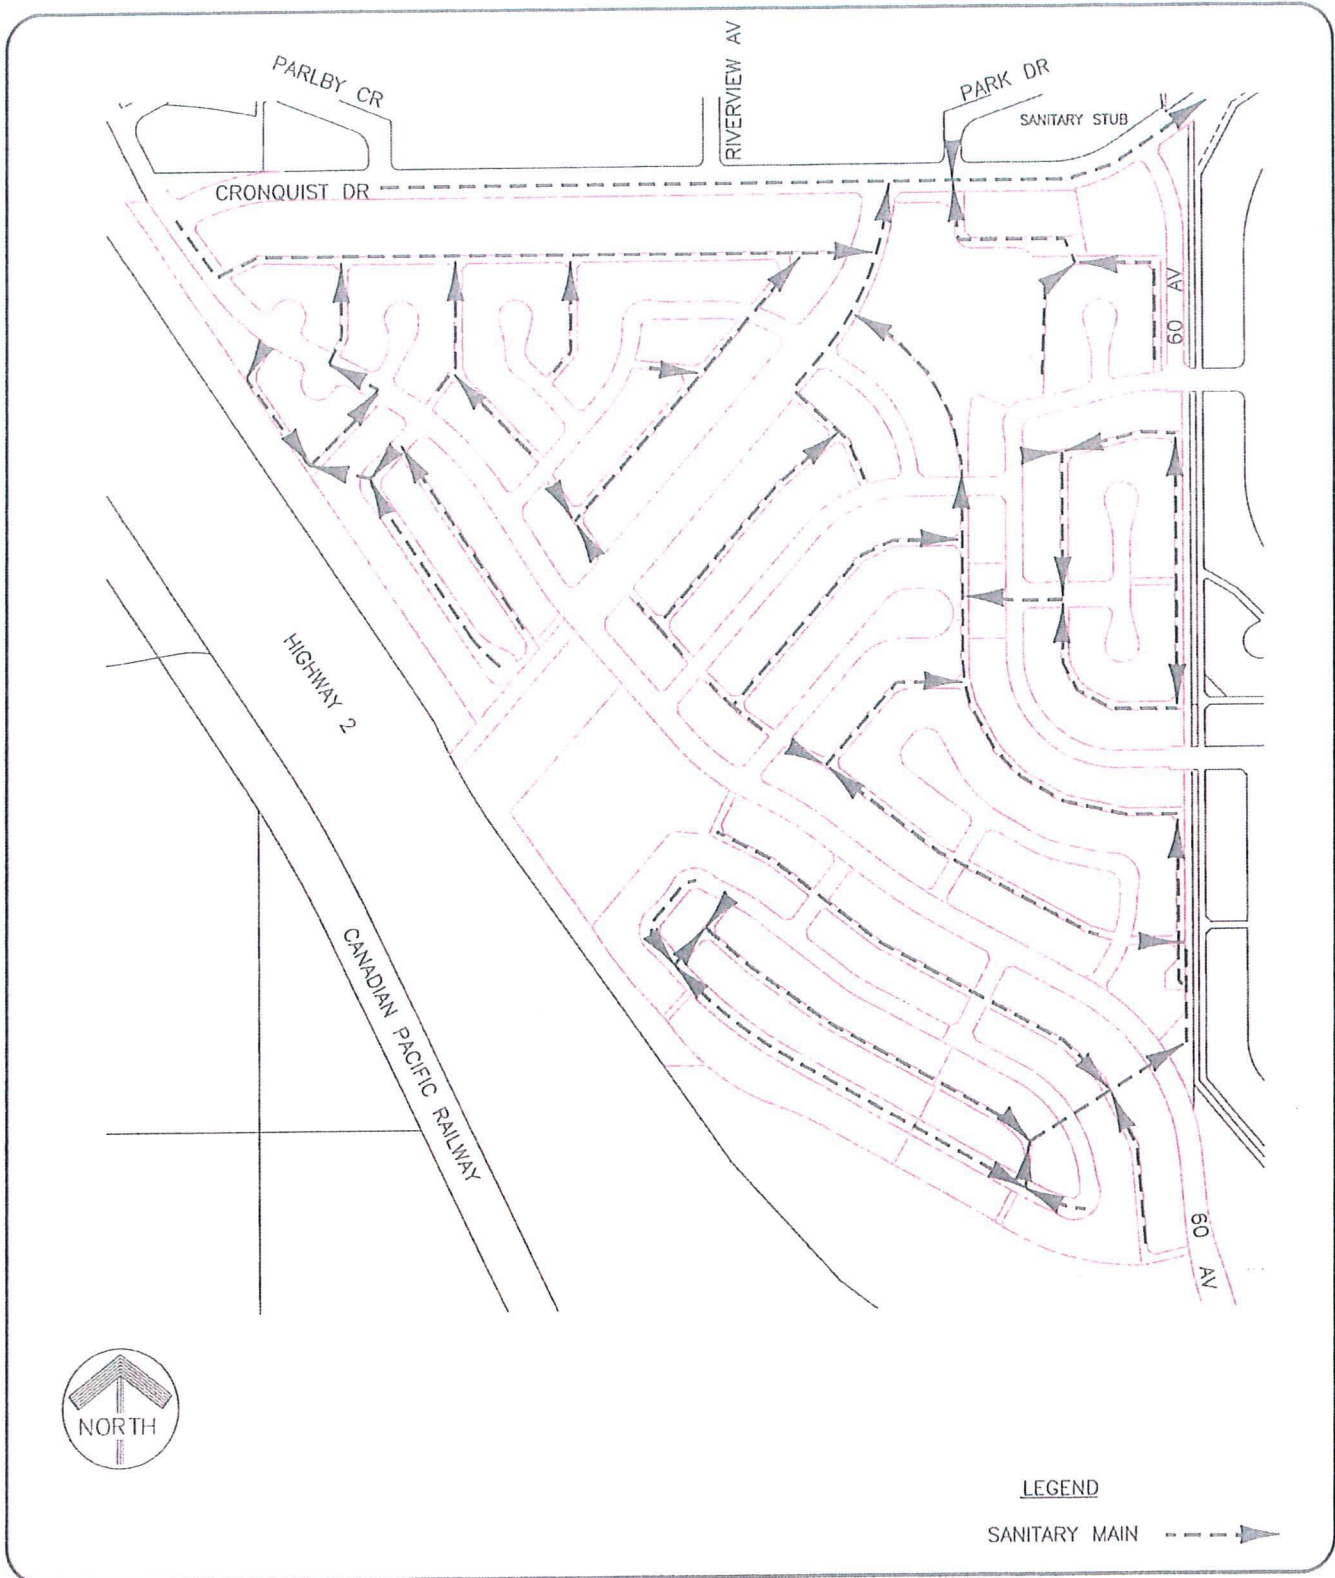 PARLBY CR
RIVERVIEW AV
PARK DR
SANITARY STUB
CRONQUIST DR
60 AV
HIGHWAY 2
CANADIAN PACIFIC RAILWAY
60 AV
NORTH
LEGEND
SANITARY MAIN